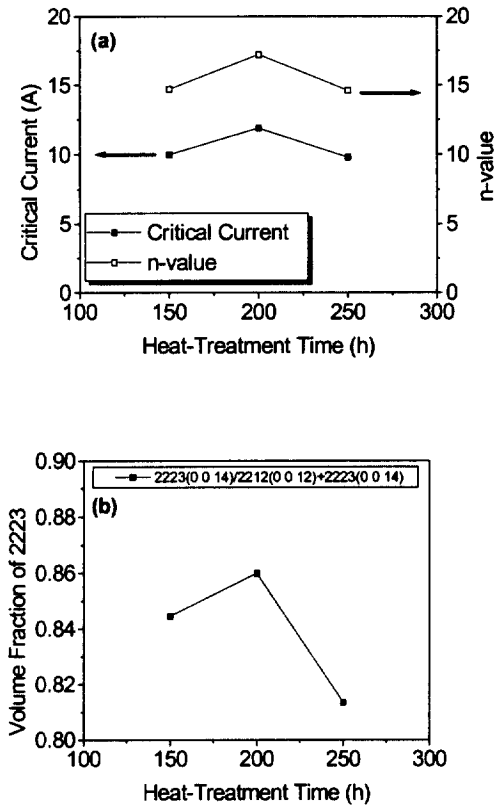 20
20
(a)
15
15
10
10
5
5
0
0
Critical Current (A)
n-value
Critical Current
n-value
100
150
200
250
300
Heat-Treatment Time (h)
0.90
2223(0 0 14)/2212(0 0 12)+2223(0 0 14)
(b)
0.88
0.86
0.84
0.82
0.80
Volume Fraction of 2223
100
150
200
250
300
Heat-Treatment Time (h)